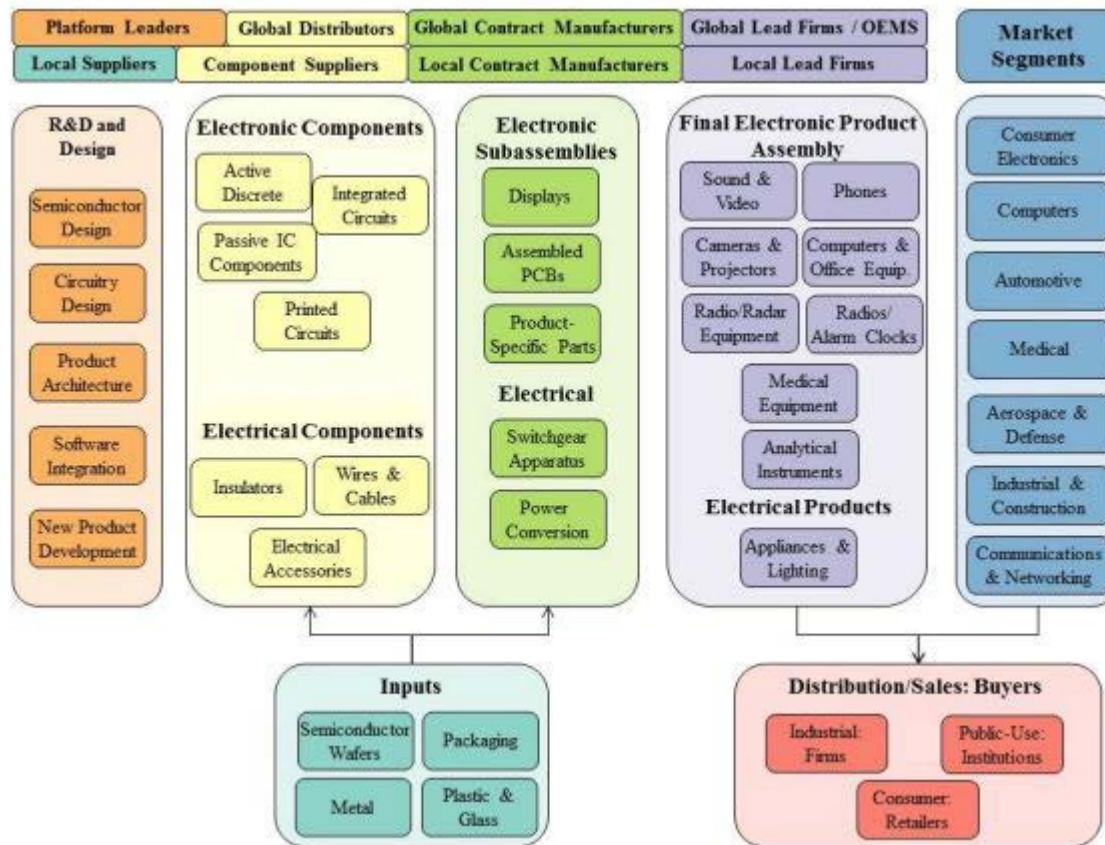 Platform Leaders
Global Distributors
Global Contract Manufacturers
Global Lead Firms / OEMS
Local Suppliers
Component Suppliers
Local Contract Manufacturers
Local Lead Firms
Market
Segments
R&D and
Design
Semiconductor
Design
Circuitry
Design
Product
Architecture
Software
Integration
New Product
Development
Electronic Components
Active
Discrete
Integrated
Circuits
Passive IC
Components
Printed
Circuits
Electrical Components
Insulators
Wires &
Cables
Electrical
Accessories
Electronic
Subassemblies
Displays
Assembled
PCBs
Product-
Specific Parts
Electrical
Switchgear
Apparatus
Power
Conversion
Final Electronic Product
Assembly
Sound &
Video
Phones
Cameras &
Projectors
Computers &
Office Equip.
Radio/Radar
Equipment
Radios/
Alarm Clocks
Medical
Equipment
Analytical
Instruments
Electrical Products
Appliances &
Lighting
Consumer
Electronics
Computers
Automotive
Medical
Aerospace &
Defense
Industrial &
Construction
Communications
& Networking
Inputs
Semiconductor
Wafers
Packaging
Metal
Plastic &
Glass
Distribution/Sales: Buyers
Industrial:
Firms
Public-Use:
Institutions
Consumer:
Retailers